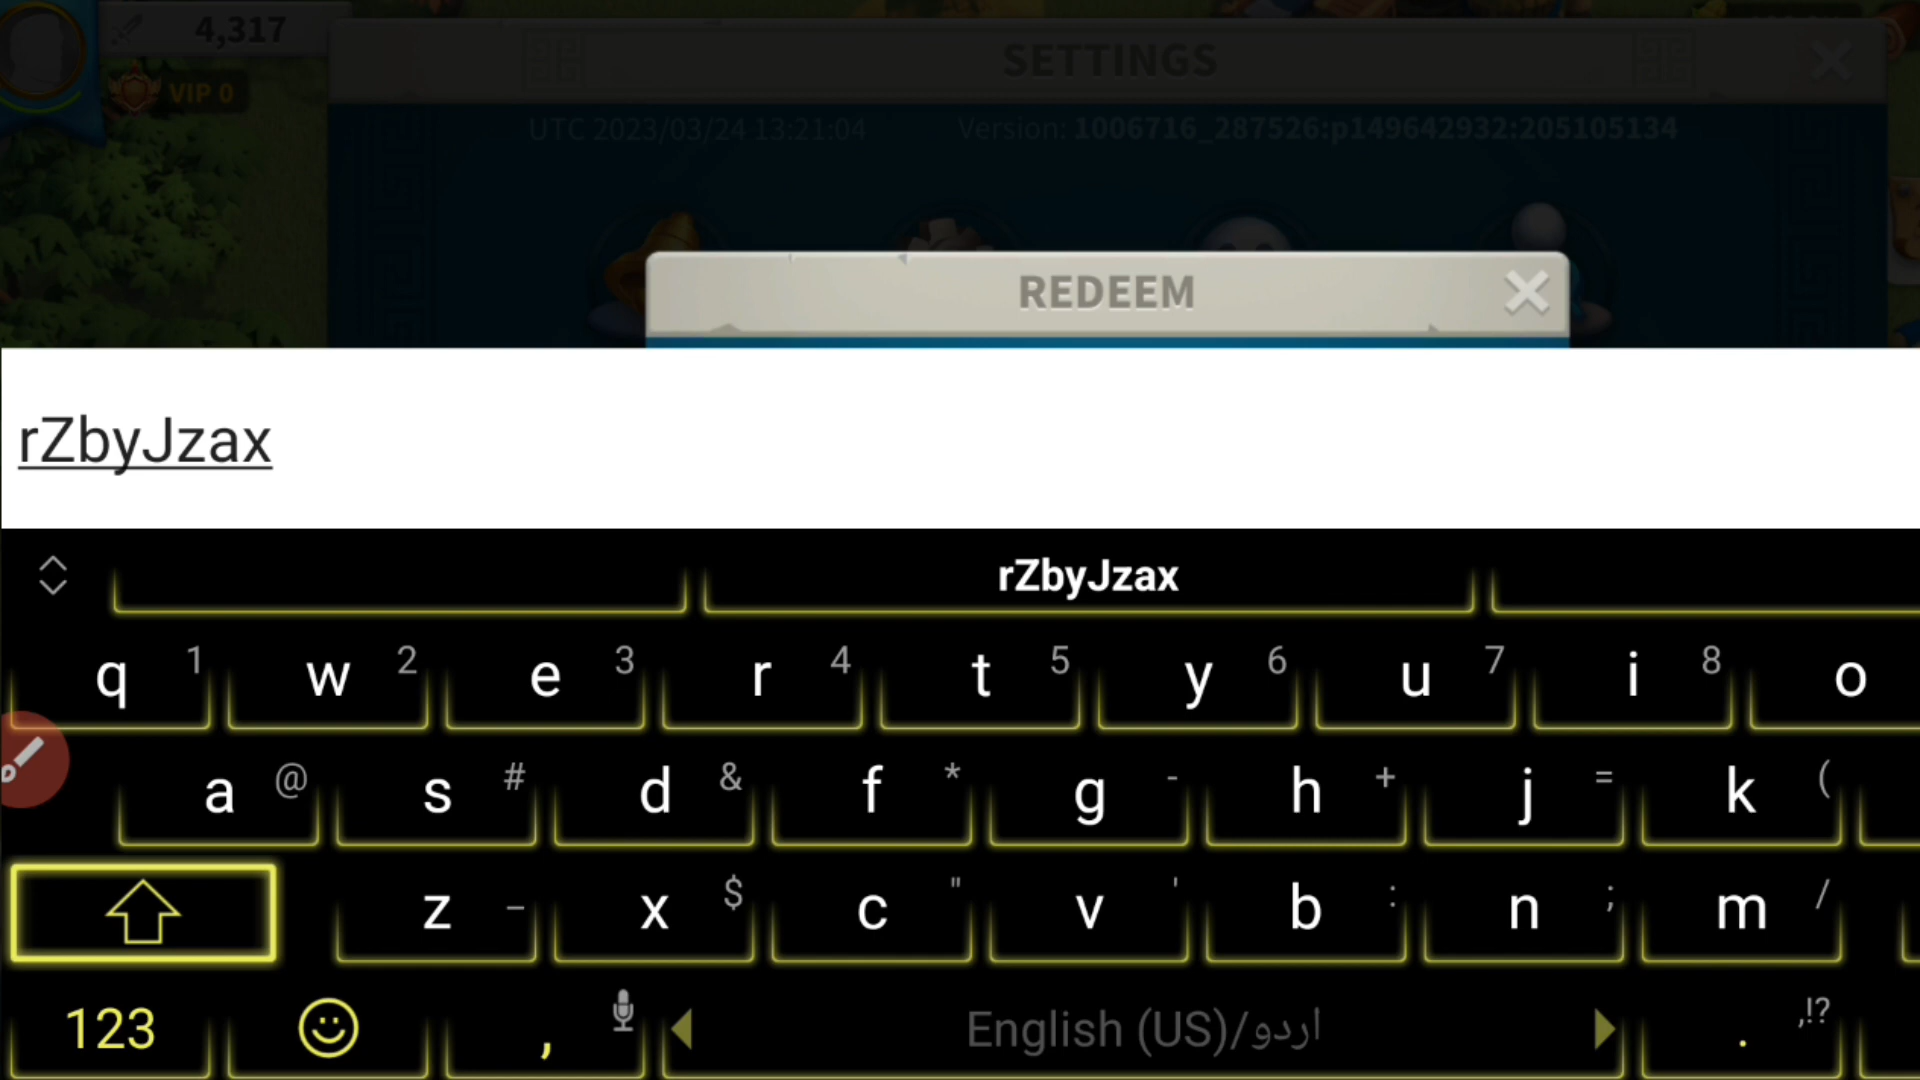 4,317
SETTINGS
VIP 0
UTC 2023/03/24 13:21:04 Version: 1006716_287526:p149642932:205105134
REDEEM
rZbyJzax
rZbyJzax
q 1 w 2 e 3 r 4 t 5 y 6 u 7 i 8 o
a @ s # d & f * g - h + j = k (
z _ x $ c " v ' b : n ; m /
123 , English (US)/اردو . ,!?